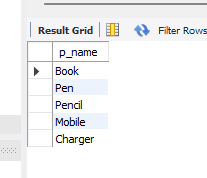 Result Grid Filter Rows
p_name
Book
Pen
Pencil
Mobile
Charger